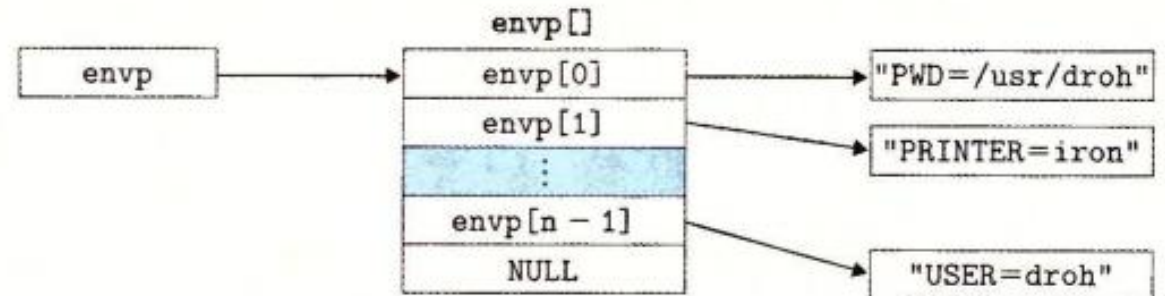 envp[]
envp
envp[0]
"PWD=/usr/droh"
envp[1]
"PRINTER=iron"
⋮
envp[n − 1]
NULL
"USER=droh"